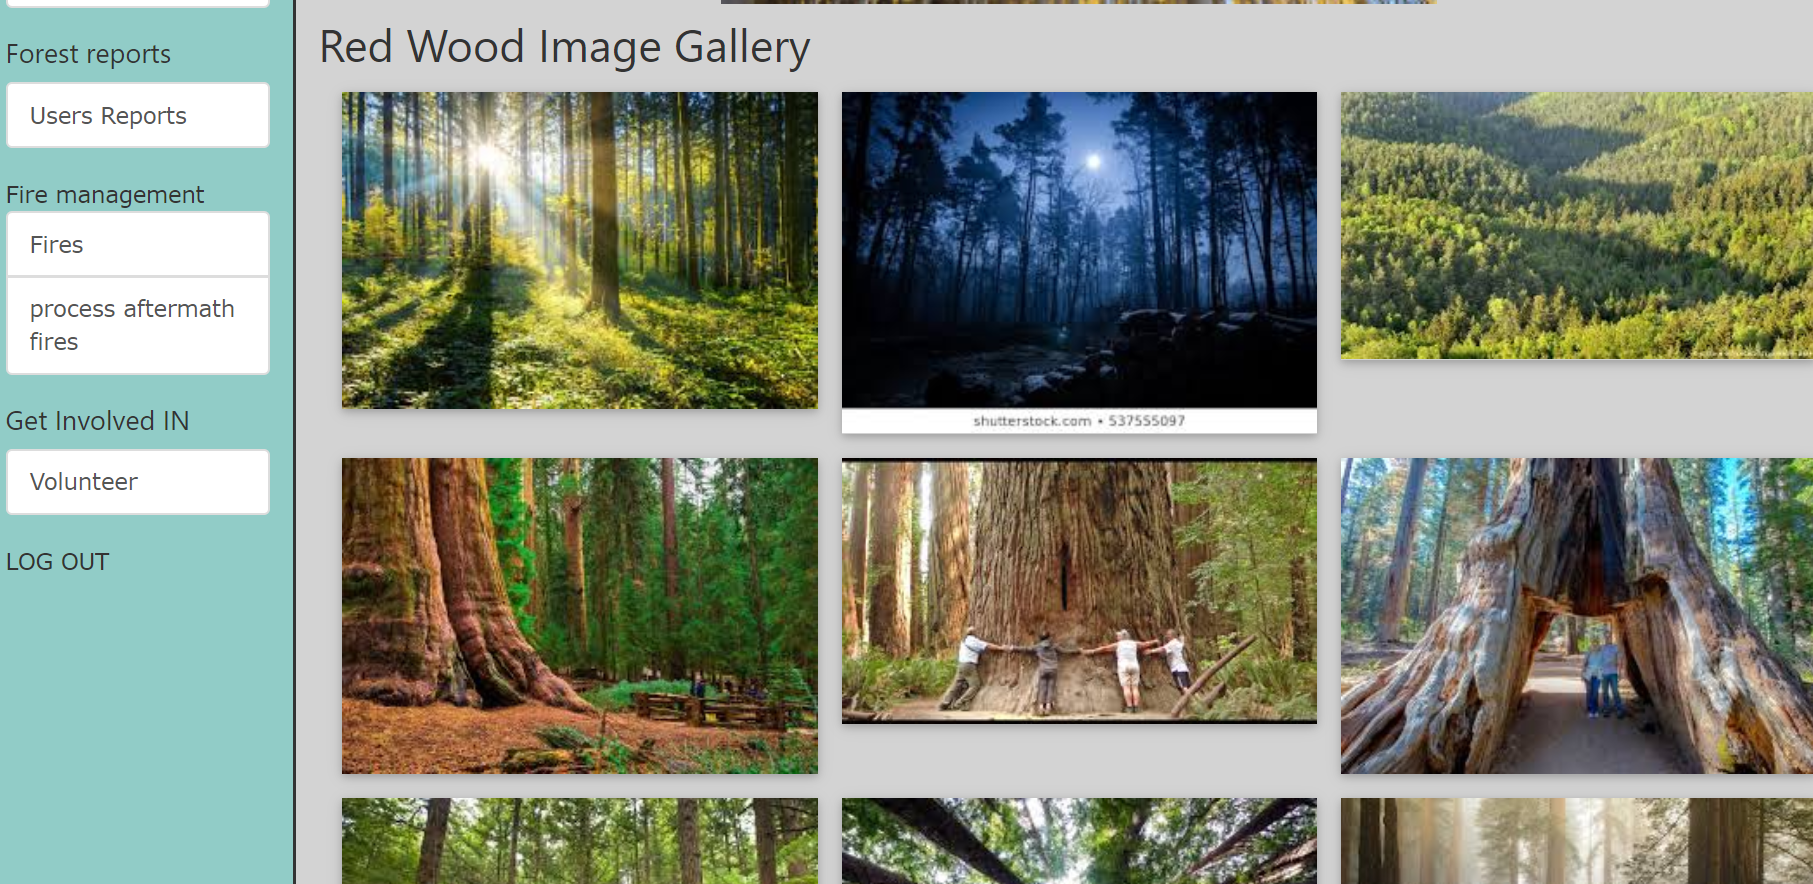 Forest reports
Users Reports
Fire management
Fires
process aftermath
fires
Get Involved IN
Volunteer
LOG OUT
Red Wood Image Gallery
shutterstock.com • 537555097